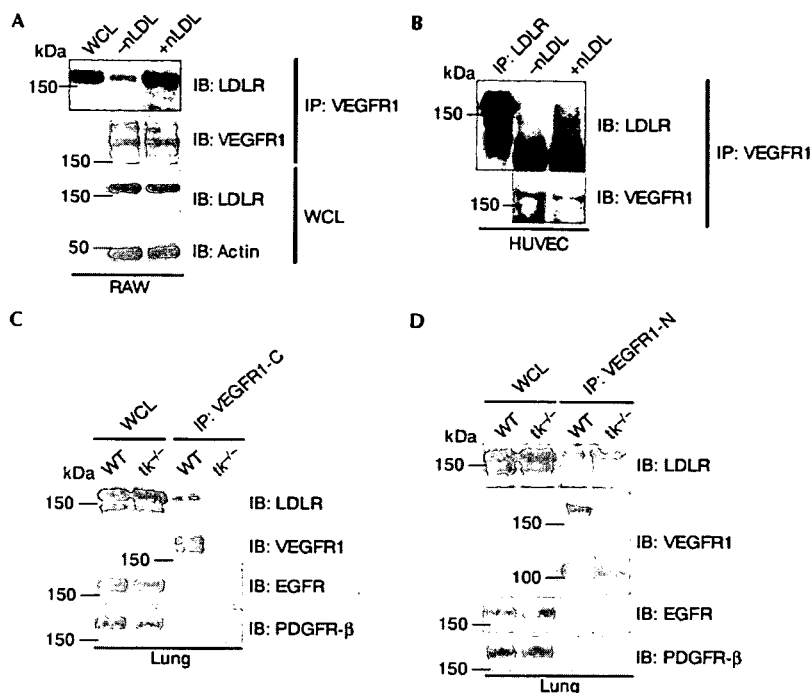 A
kDa
WCL
–nLDL
+nLDL
150
IB: LDLR
IB: VEGFR1
150
IP: VEGFR1
150
IB: LDLR
50
IB: Actin
WCL
RAW
B
kDa
IP: LDLR
–nLDL
+nLDL
150
IB: LDLR
150
IB: VEGFR1
IP: VEGFR1
HUVEC
C
WCL
IP: VEGFR1-C
kDa
WT
tk–/–
WT
tk–/–
150
IB: LDLR
IB: VEGFR1
150
IB: EGFR
150
IB: PDGFR-β
150
Lung
D
WCL
IP: VEGFR1-N
kDa
WT
tk–/–
WT
tk–/–
150
IB: LDLR
150
IB: VEGFR1
100
IB: EGFR
150
IB: PDGFR-β
150
Lung